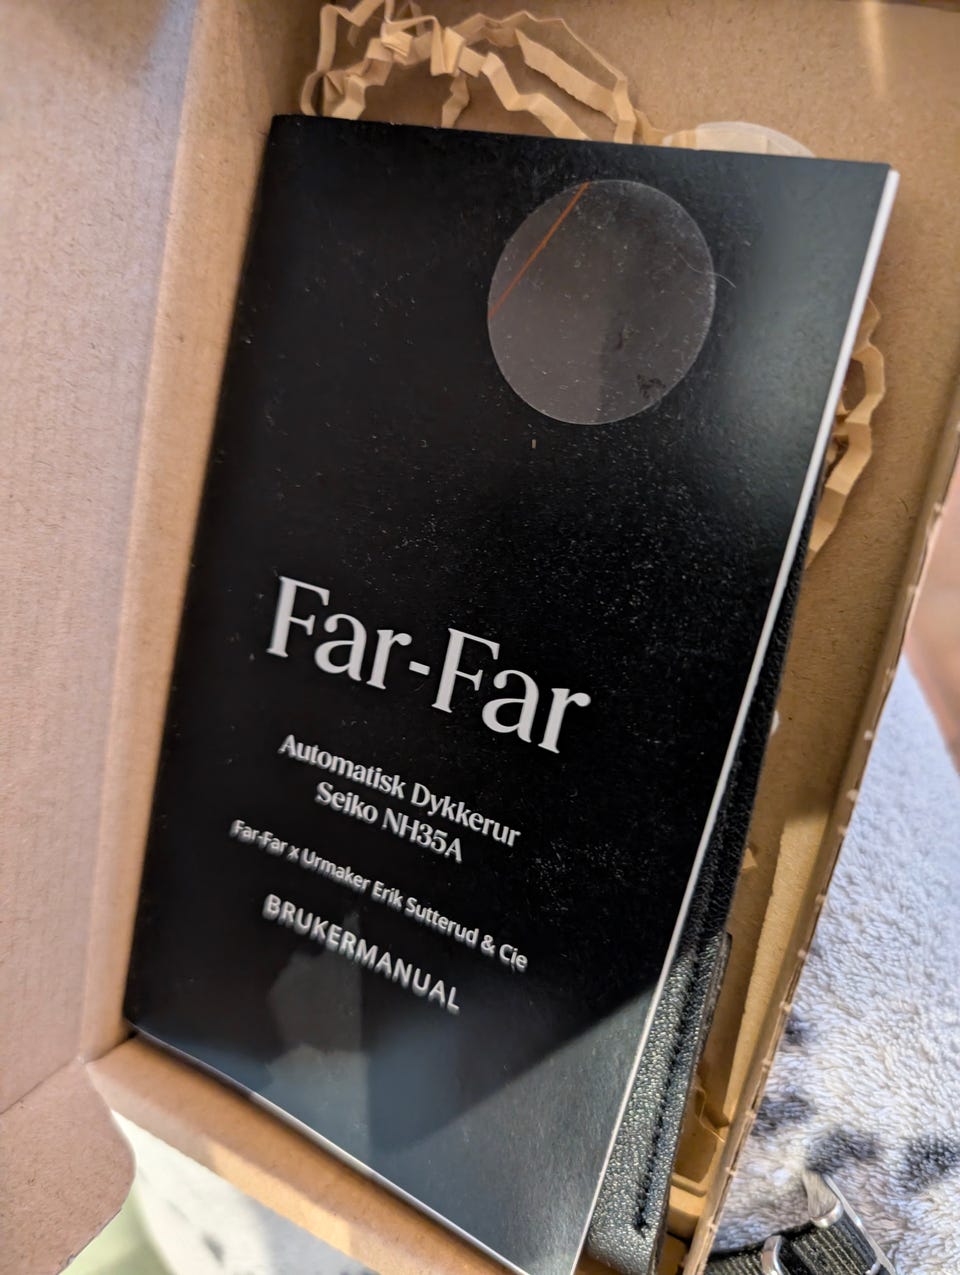 Far-Far
Automatisk Dykkerur
Seiko NH35A
Far-Far x Urmaker Erik Sutterud & Cie
BRUKERMANUAL